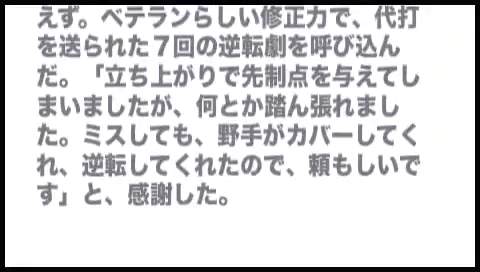 えず。ベテランらしい修正力で、代打
を送られた７回の逆転劇を呼び込ん
だ。「立ち上がりで先制点を与えてし
まいましたが、何とか踏ん張れまし
た。ミスしても、野手がカバーしてく
れ、逆転してくれたので、頼もしいで
す」と、感謝した。